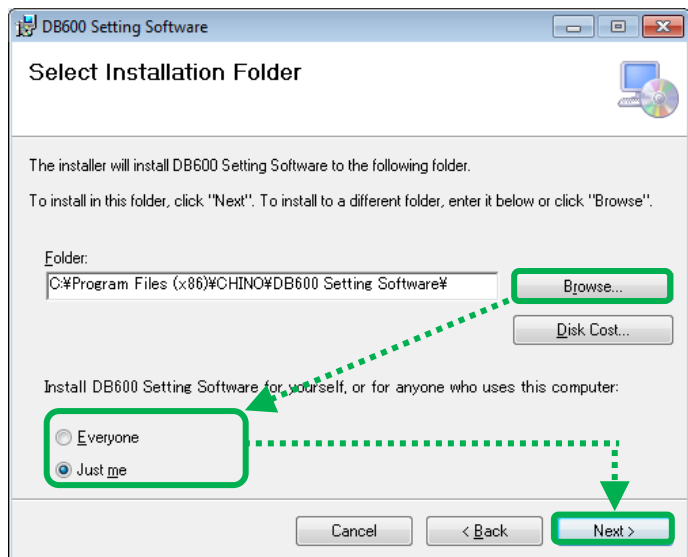 DB600 Setting Software
Select Installation Folder
The installer will install DB600 Setting Software to the following folder.
To install in this folder, click "Next". To install to a different folder, enter it below or click "Browse".
Folder:
C:¥Program Files (x86)¥CHINO¥DB600 Setting Software¥
Browse...
Disk Cost...
Install DB600 Setting Software for yourself, or for anyone who uses this computer:
Everyone
Just me
Cancel
< Back
Next >